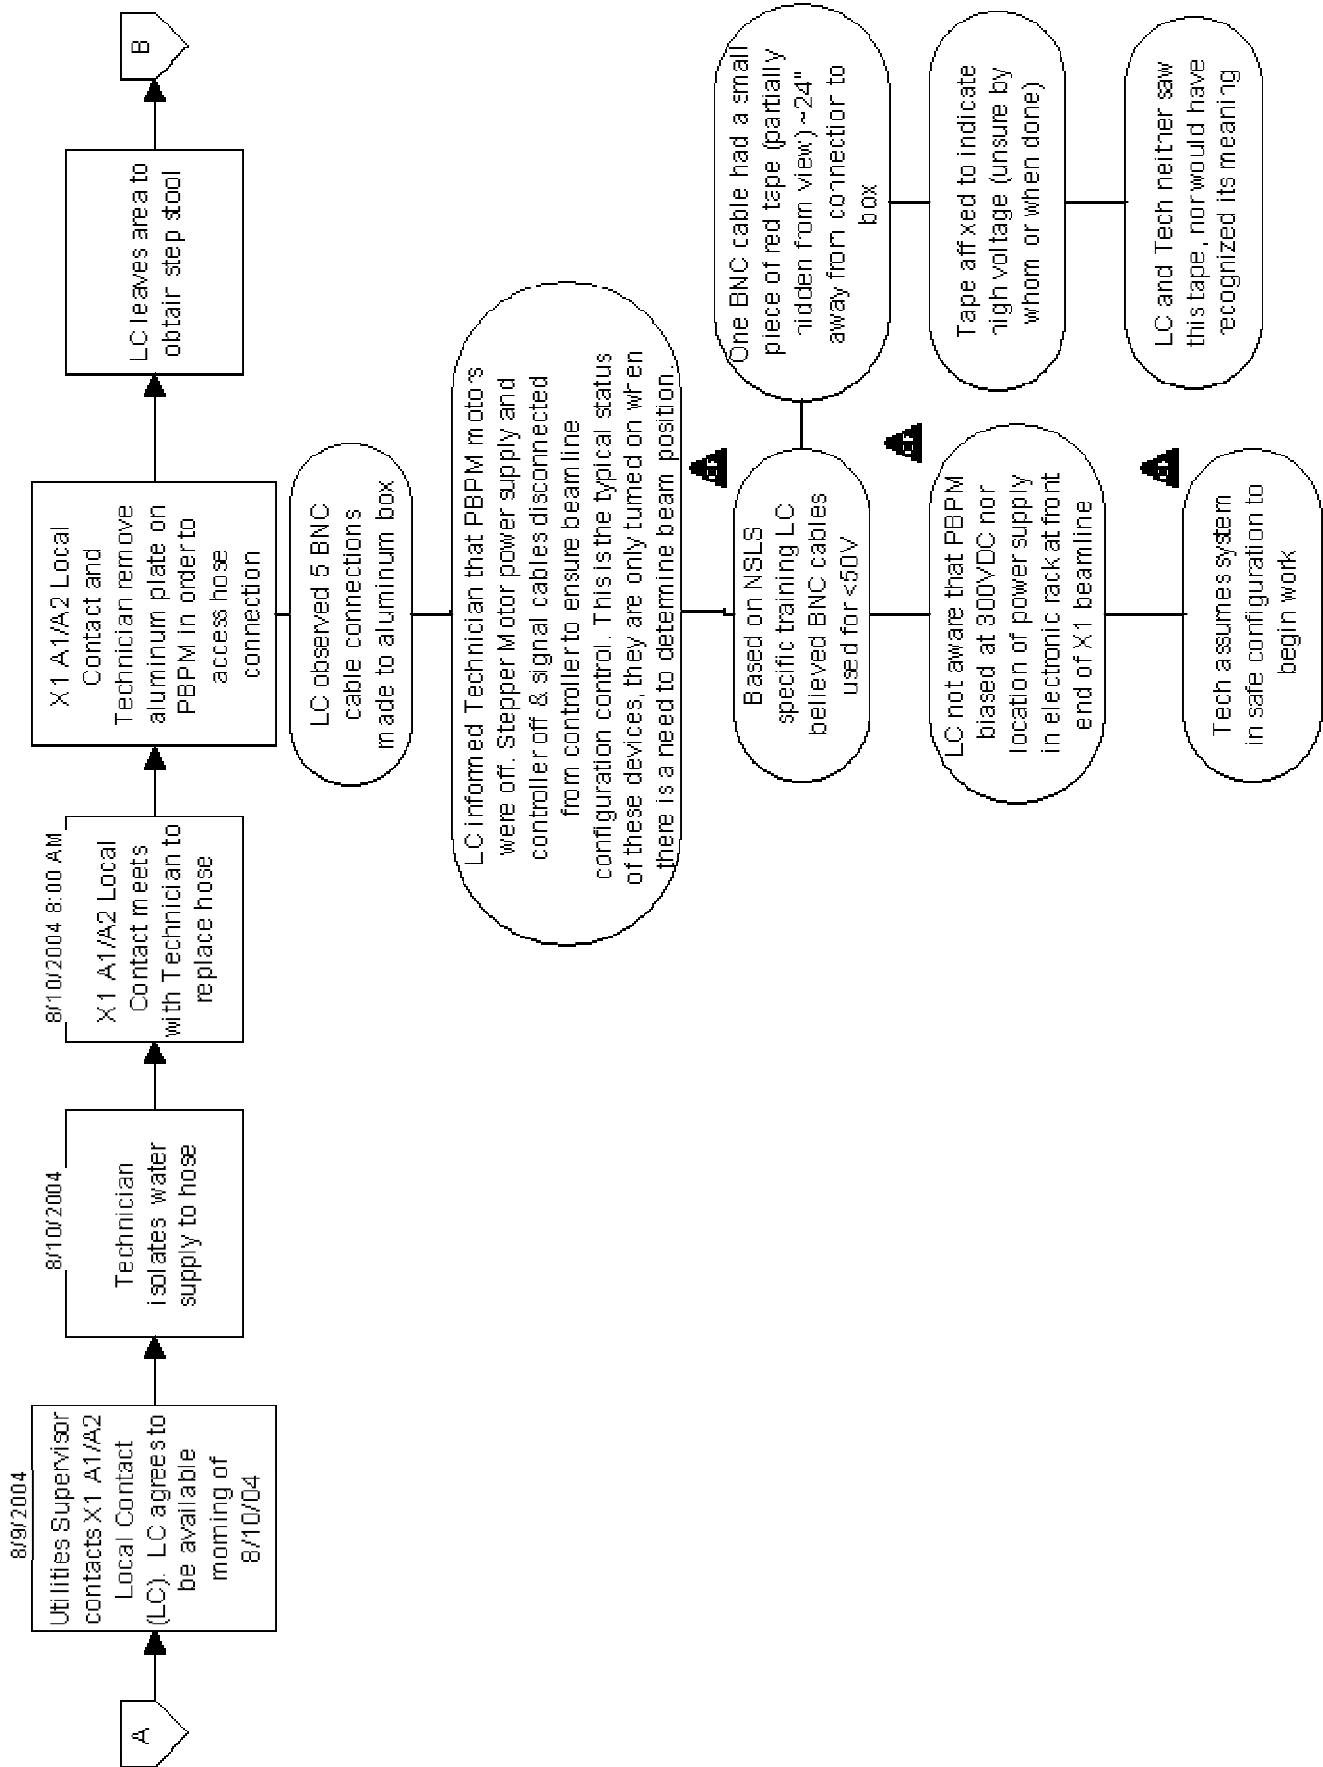 A
8/9/2004
Utilities Supervisor
contacts X1 A1/A2
Local Contact
(LC). LC agrees to
be available
morning of
8/10/04
8/10/2004
Technician
isolates water
supply to hose
8/10/2004 8:00 AM
X1 A1/A2 Local
Contact meets
with Technician to
replace hose
X1 A1/A2 Local
Contact and
Technician remove
aluminum plate on
PBPM in order to
access hose
connection
LC leaves area to
obtair step stool
B
LC observed 5 BNC
cable connections
made to aluminum box
LC informed Technician that PBPM motors
were off. Stepper Motor power supply and
controller off & signal cables disconnected
from controller to ensure beamline
configuration control. This is the typical status
of these devices, they are only turned on when
there is a need to determine beam position.
Based on NSLS
specific training LC
believed BNC cables
used for <50V
One BNC cable had a small
piece of red tape (partially
hidden from view) ~24"
away from connection to
box
Tape affixed to indicate
high voltage (unsure by
whom or when done)
LC and Tech neither saw
this tape, nor would have
recognized its meaning
LC not aware that PBPM
biased at 300VDC nor
location of power supply
in electronic rack at front
end of X1 beamline
Tech assumes system
in safe configuration to
begin work